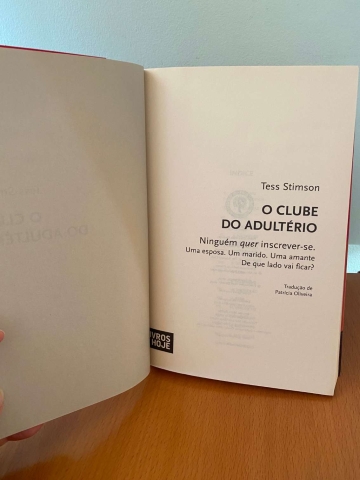 Tess Stimson
O CLUBE
DO ADULTÉRIO
Ninguém quer inscrever-se.
Uma esposa. Um marido. Uma amante
De que lado vai ficar?
Tradução de
Patrícia Oliveira
HOJE